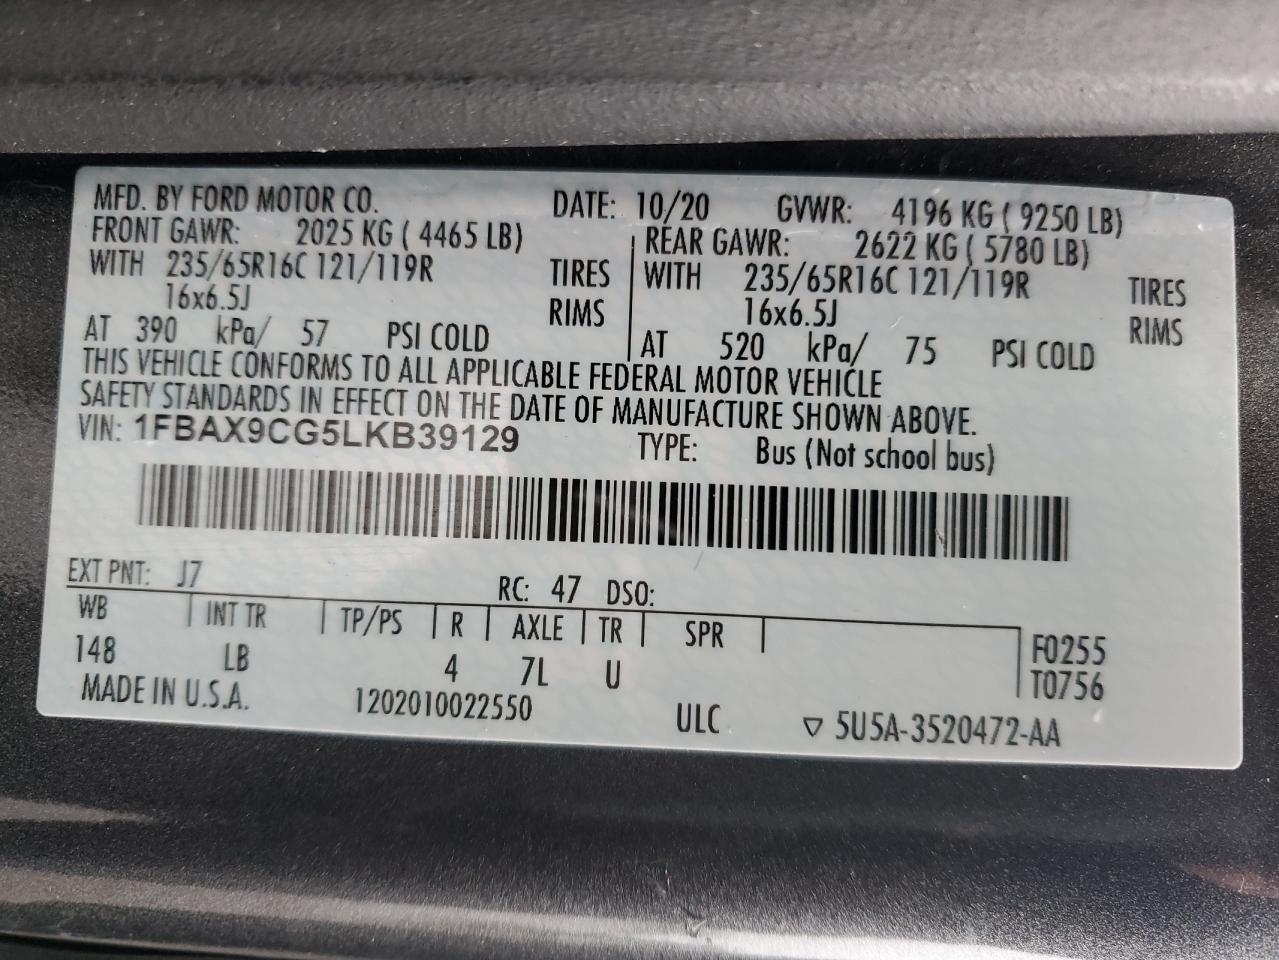 MFD. BY FORD MOTOR CO. DATE: 10/20 GVWR: 4196 KG ( 9250 LB)
FRONT GAWR: 2025 KG ( 4465 LB) REAR GAWR: 2622 KG ( 5780 LB)
WITH 235/65R16C 121/119R TIRES WITH 235/65R16C 121/119R TIRES
16x6.5J RIMS 16x6.5J RIMS
AT 390 kPa/ 57 PSI COLD AT 520 kPa/ 75 PSI COLD
THIS VEHICLE CONFORMS TO ALL APPLICABLE FEDERAL MOTOR VEHICLE
SAFETY STANDARDS IN EFFECT ON THE DATE OF MANUFACTURE SHOWN ABOVE.
VIN: 1FBAX9CG5LKB39129 TYPE: Bus (Not school bus)
EXT PNT: J7 RC: 47 DSO:
WB INT TR TP/PS R AXLE TR SPR
148 LB 4 7L U F0255
T0756
MADE IN U.S.A. 1202010022550 ULC ▽ 5U5A-3520472-AA